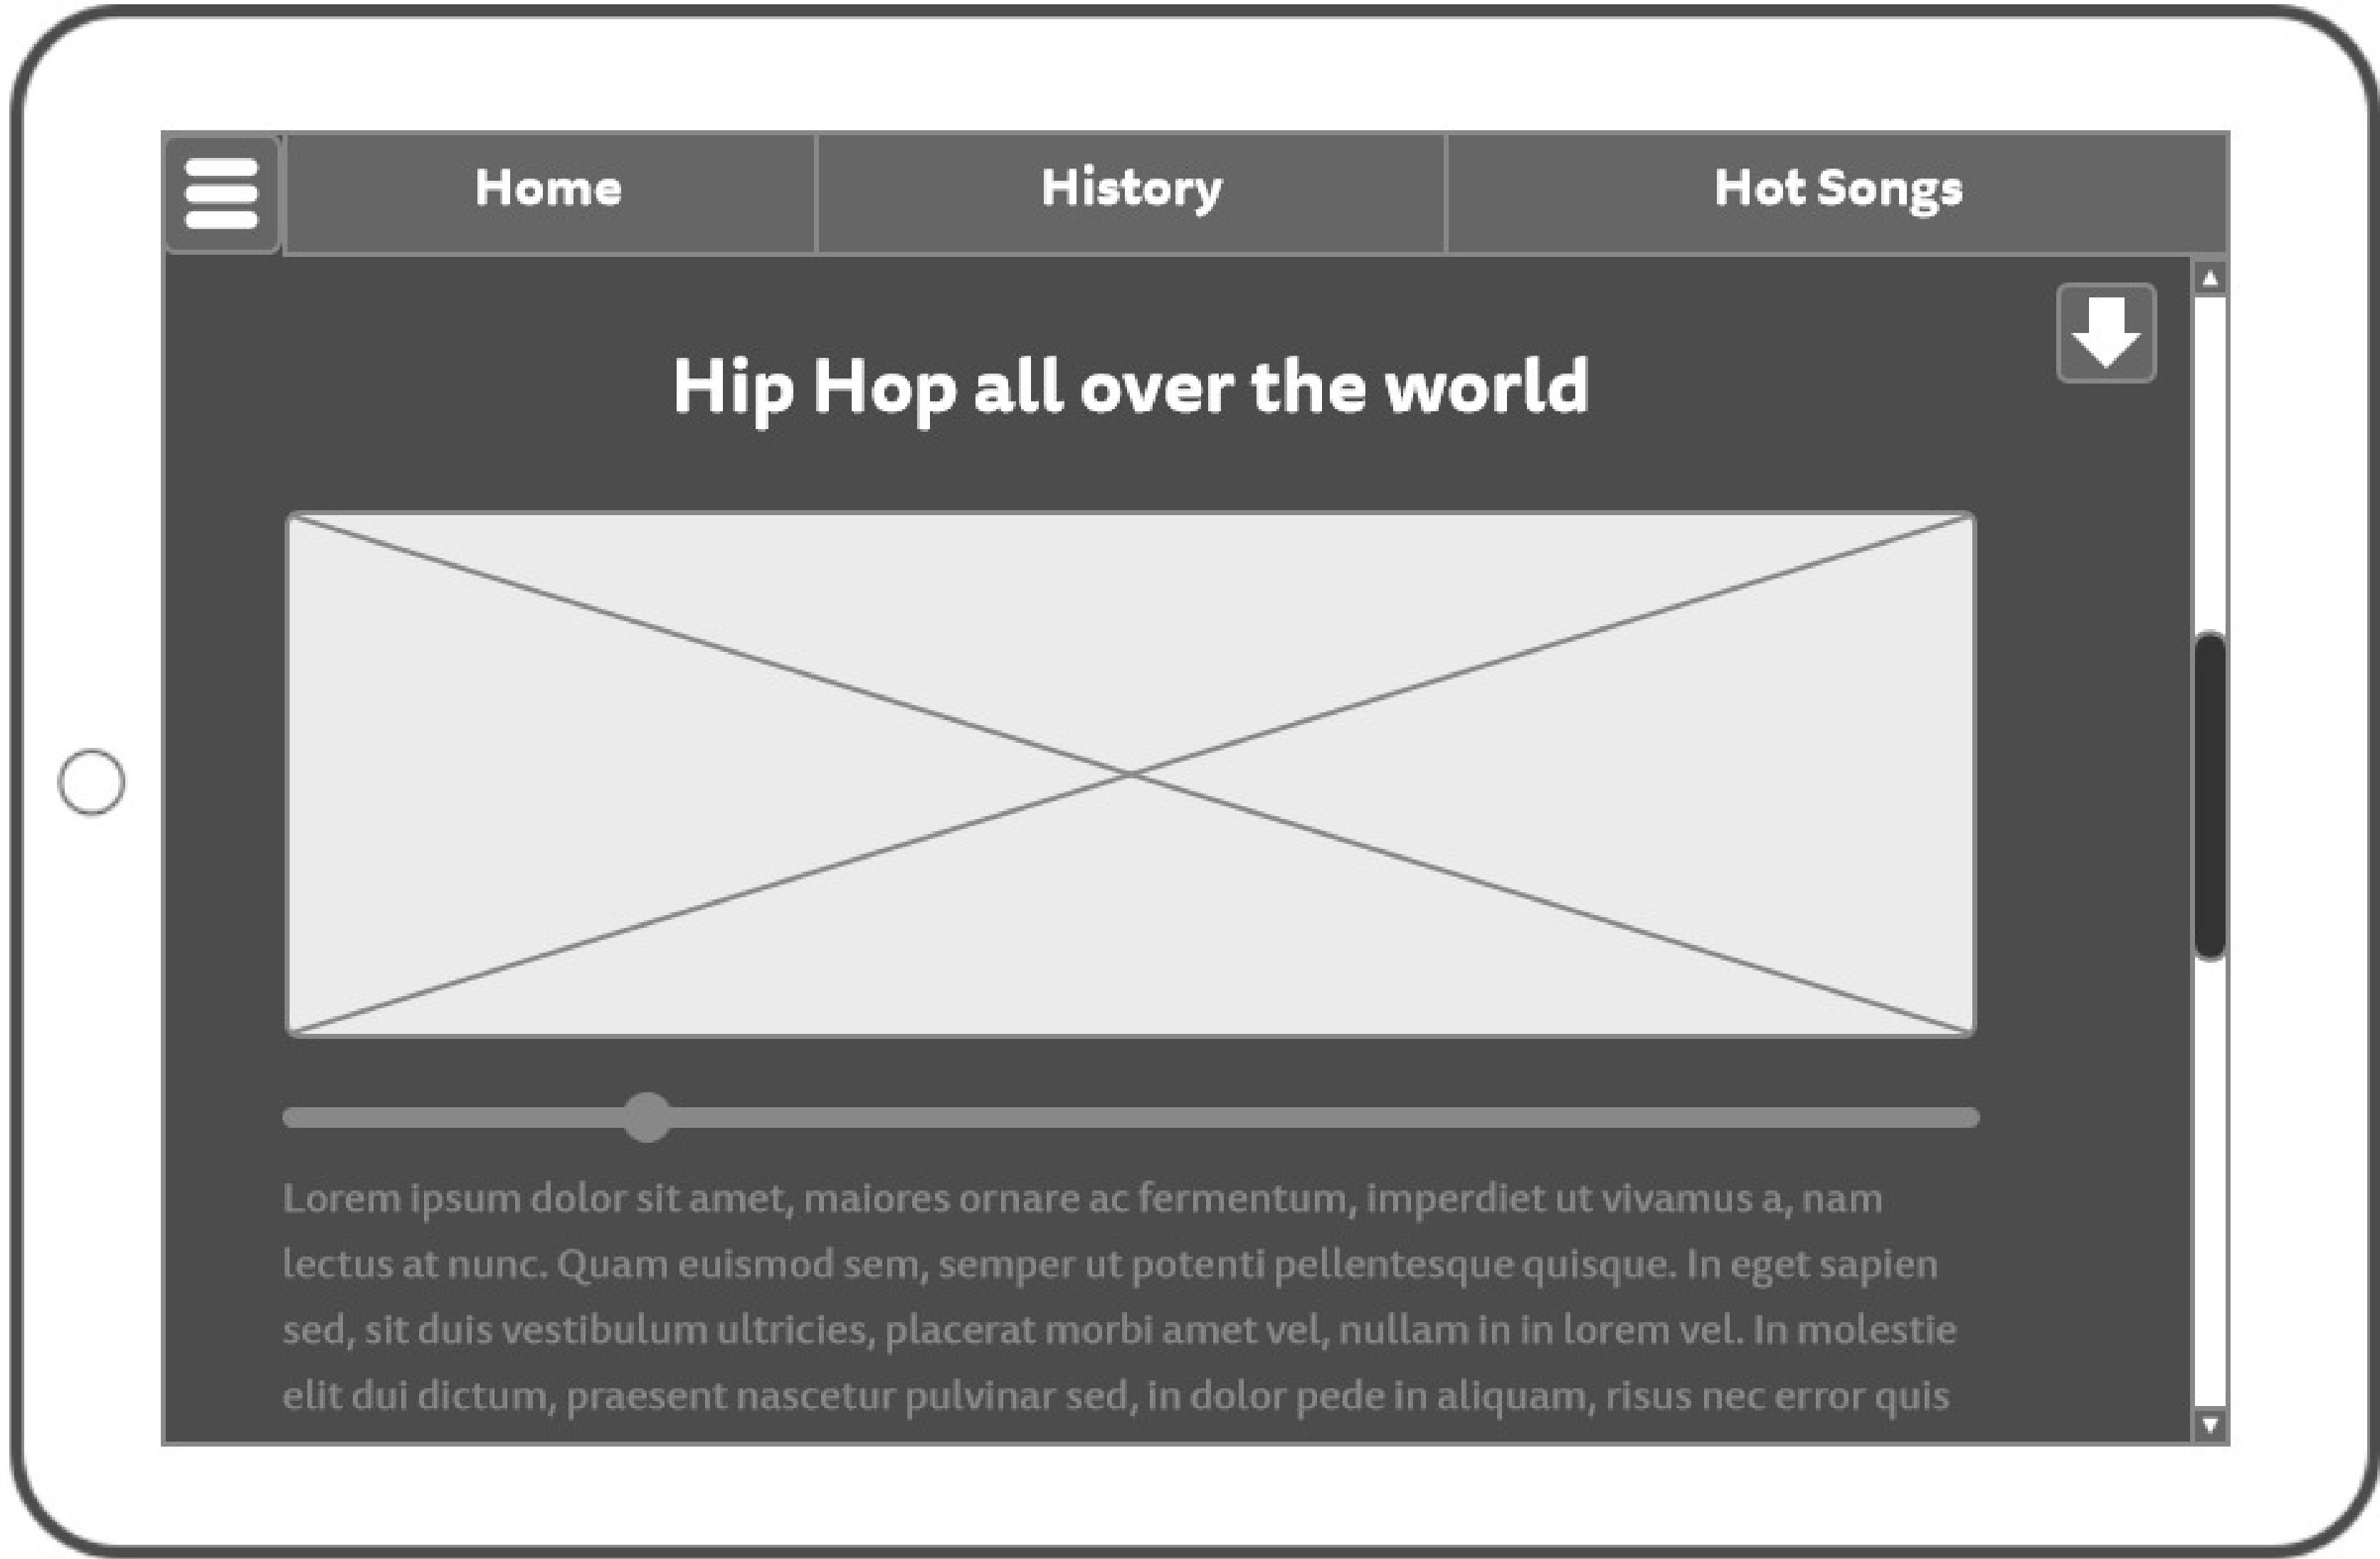 Home
History
Hot Songs
Hip Hop all over the world
Lorem ipsum dolor sit amet, maiores ornare ac fermentum, imperdiet ut vivamus a, nam
lectus at nunc. Quam euismod sem, semper ut potenti pellentesque quisque. In eget sapien
sed, sit duis vestibulum ultricies, placerat morbi amet vel, nullam in in lorem vel. In molestie
elit dui dictum, praesent nascetur pulvinar sed, in dolor pede in aliquam, risus nec error quis